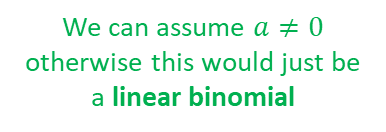 We can assume a ≠ 0
otherwise this would just be
a linear binomial